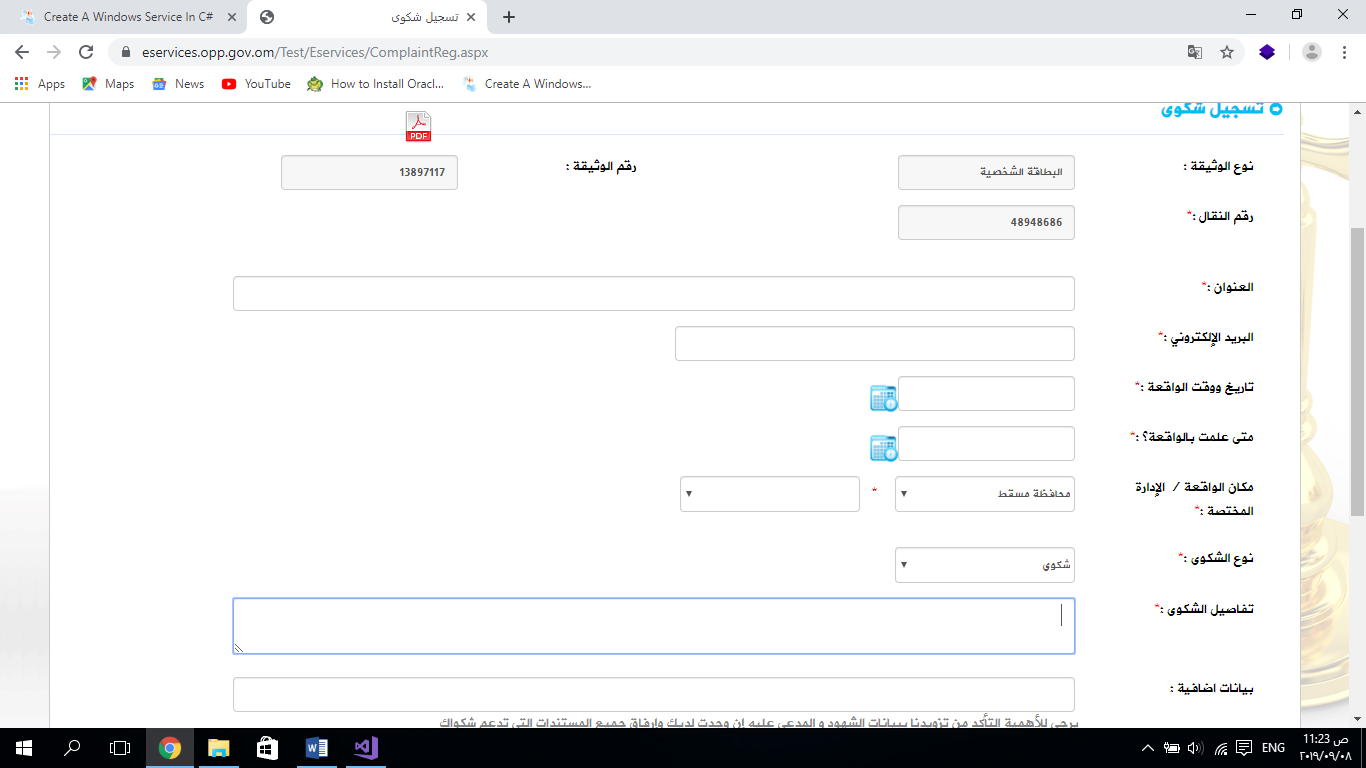 Create A Windows Service In C#
تسجيل شكوى
eservices.opp.gov.om/Test/Eservices/ComplaintReg.aspx
Apps
Maps
News
YouTube
How to Install Oracl...
Create A Windows...
تسجيل شكوى
PDF
نوع الوثيقة :
البطاقة الشخصية
رقم الوثيقة :
13897117
رقم النقال :*
48948686
العنوان :*
البريد الإلكتروني :*
تاريخ ووقت الواقعة :*
متى علمت بالواقعة؟ :*
مكان الواقعة / الإدارة
المختصة :*
محافظة مسقط
*
نوع الشكوى :*
شكوي
تفاصيل الشكوى :*
بيانات اضافية :
يرجى للأهمية التأكد من تزويدنا ببيانات الشهود و المدعى عليه إن وجدت لديك وإرفاق جميع المستندات التي تدعم شكواك
ENG
11:23 ص
٢٠١٩/٠٩/٠٨